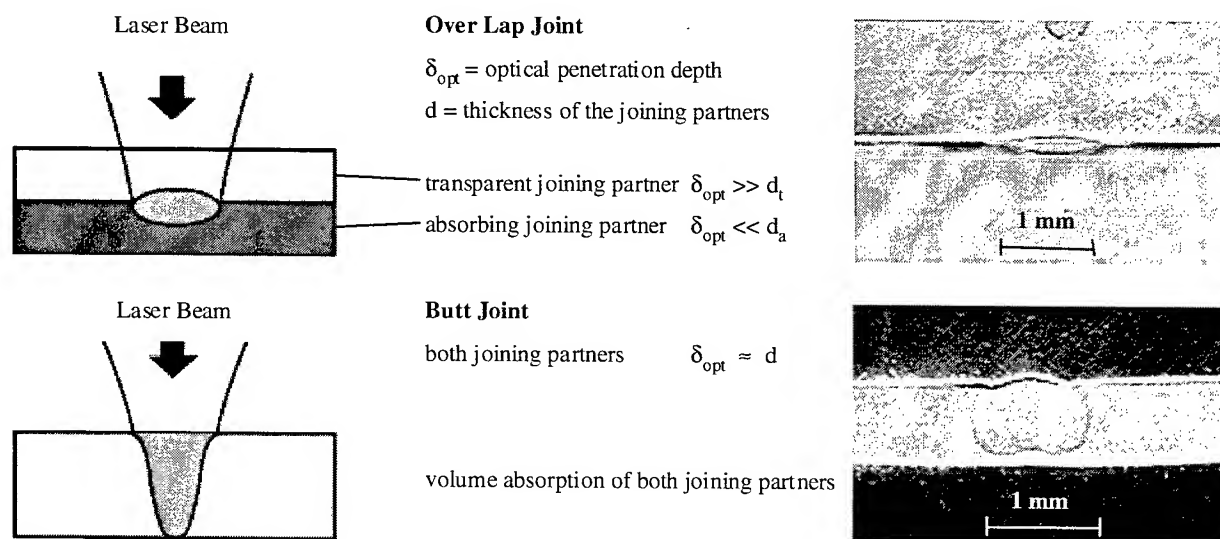 Laser Beam
Over Lap Joint
δopt = optical penetration depth
d = thickness of the joining partners
transparent joining partner δopt >> dt
absorbing joining partner δopt << da
1 mm
Laser Beam
Butt Joint
both joining partners δopt ≈ d
volume absorption of both joining partners
1 mm